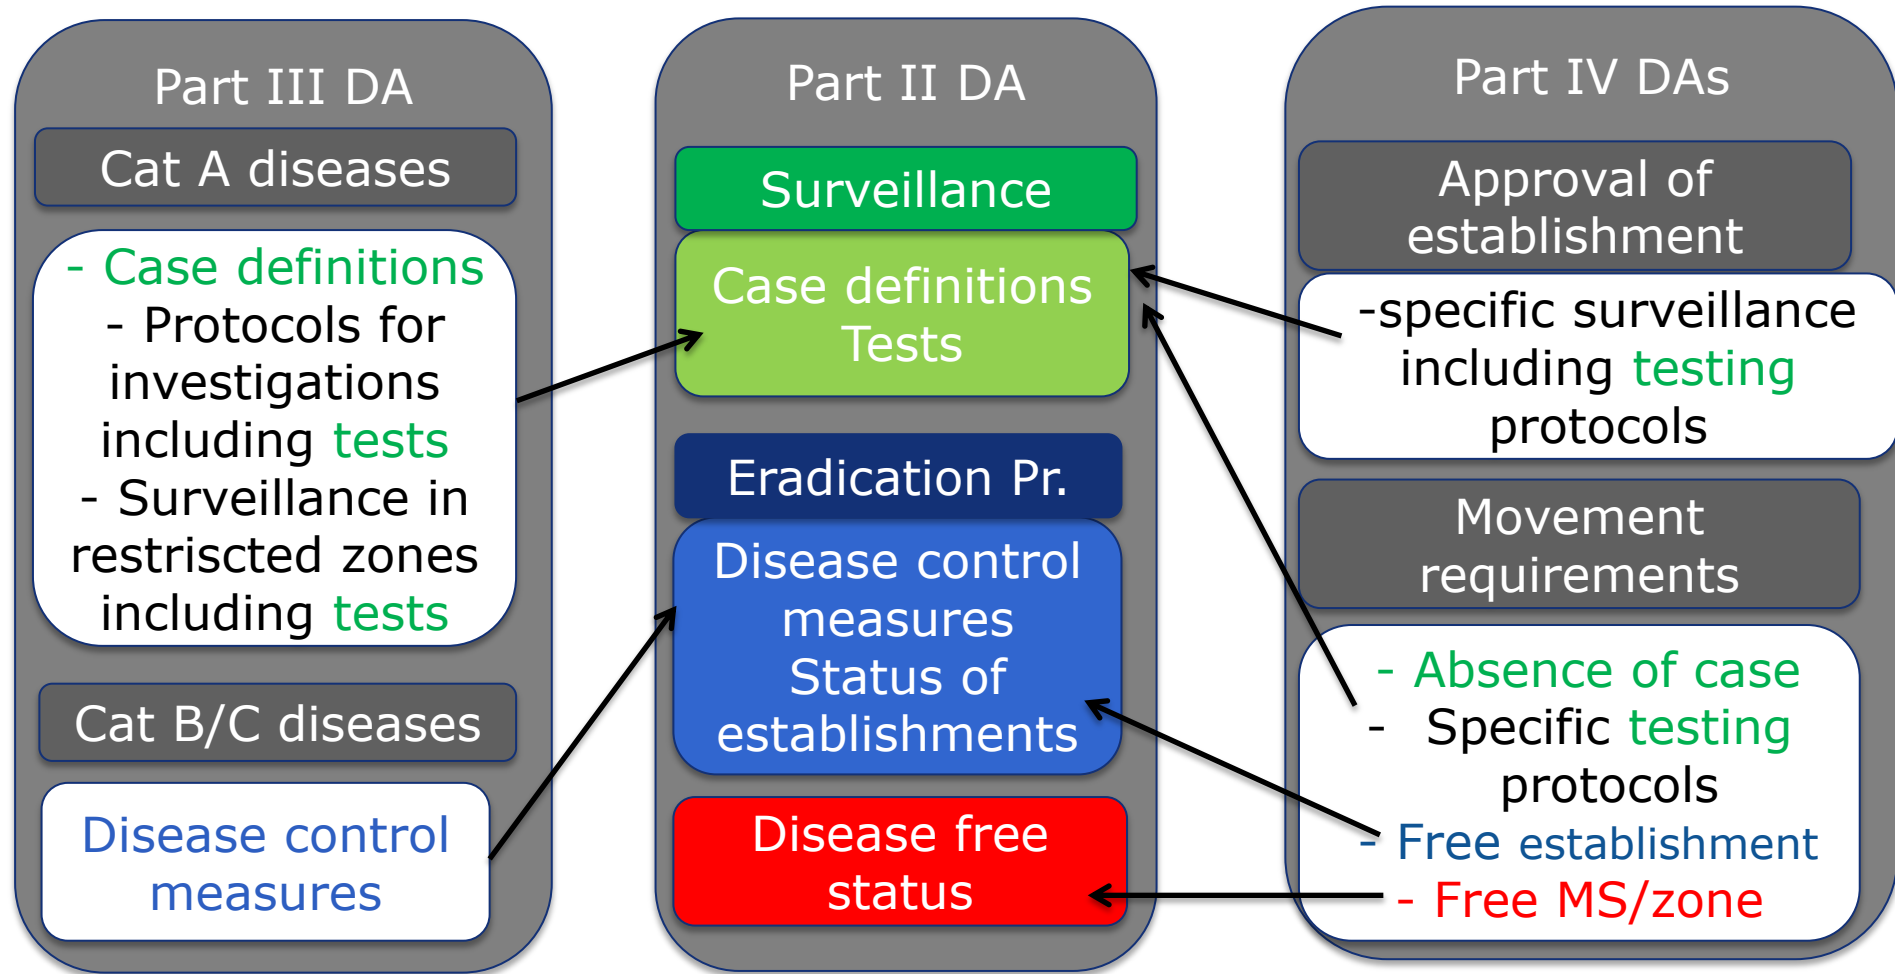 Part III DA
Cat A diseases
- Case definitions
- Protocols for
investigations
including tests
- Surveillance in
restriscted zones
including tests
Cat B/C diseases
Disease control
measures
Part II DA
Surveillance
Case definitions
Tests
Eradication Pr.
Disease control
measures
Status of
establishments
Disease free
status
Part IV DAs
Approval of
establishment
-specific surveillance
including testing
protocols
Movement
requirements
- Absence of case
- Specific testing
protocols
- Free establishment
- Free MS/zone